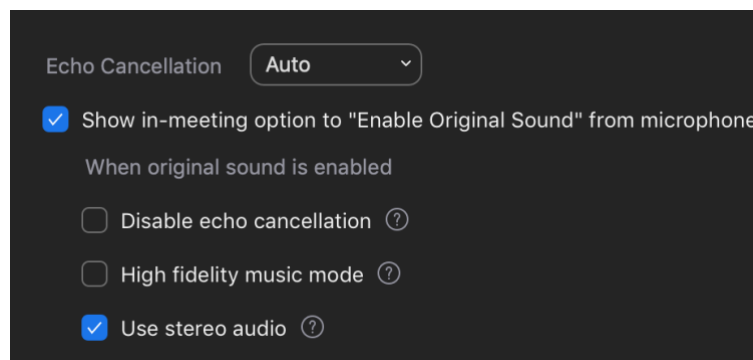 Echo Cancellation Auto
Show in-meeting option to "Enable Original Sound" from microphone
When original sound is enabled
Disable echo cancellation ?
High fidelity music mode ?
Use stereo audio ?